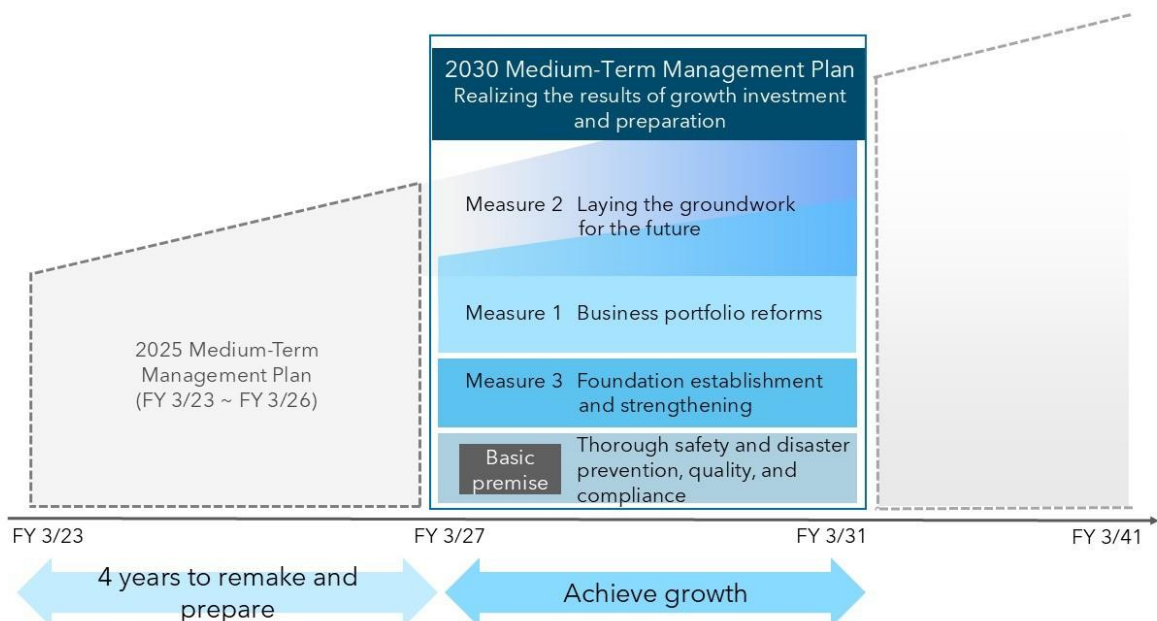 2030 Medium-Term Management Plan
Realizing the results of growth investment
and preparation
Measure 2 Laying the groundwork
for the future
Measure 1 Business portfolio reforms
2025 Medium-Term
Management Plan
(FY 3/23 ~ FY 3/26)
Measure 3 Foundation establishment
and strengthening
Basic
premise
Thorough safety and disaster
prevention, quality, and
compliance
FY 3/23
FY 3/27
FY 3/31
FY 3/41
4 years to remake and
prepare
Achieve growth